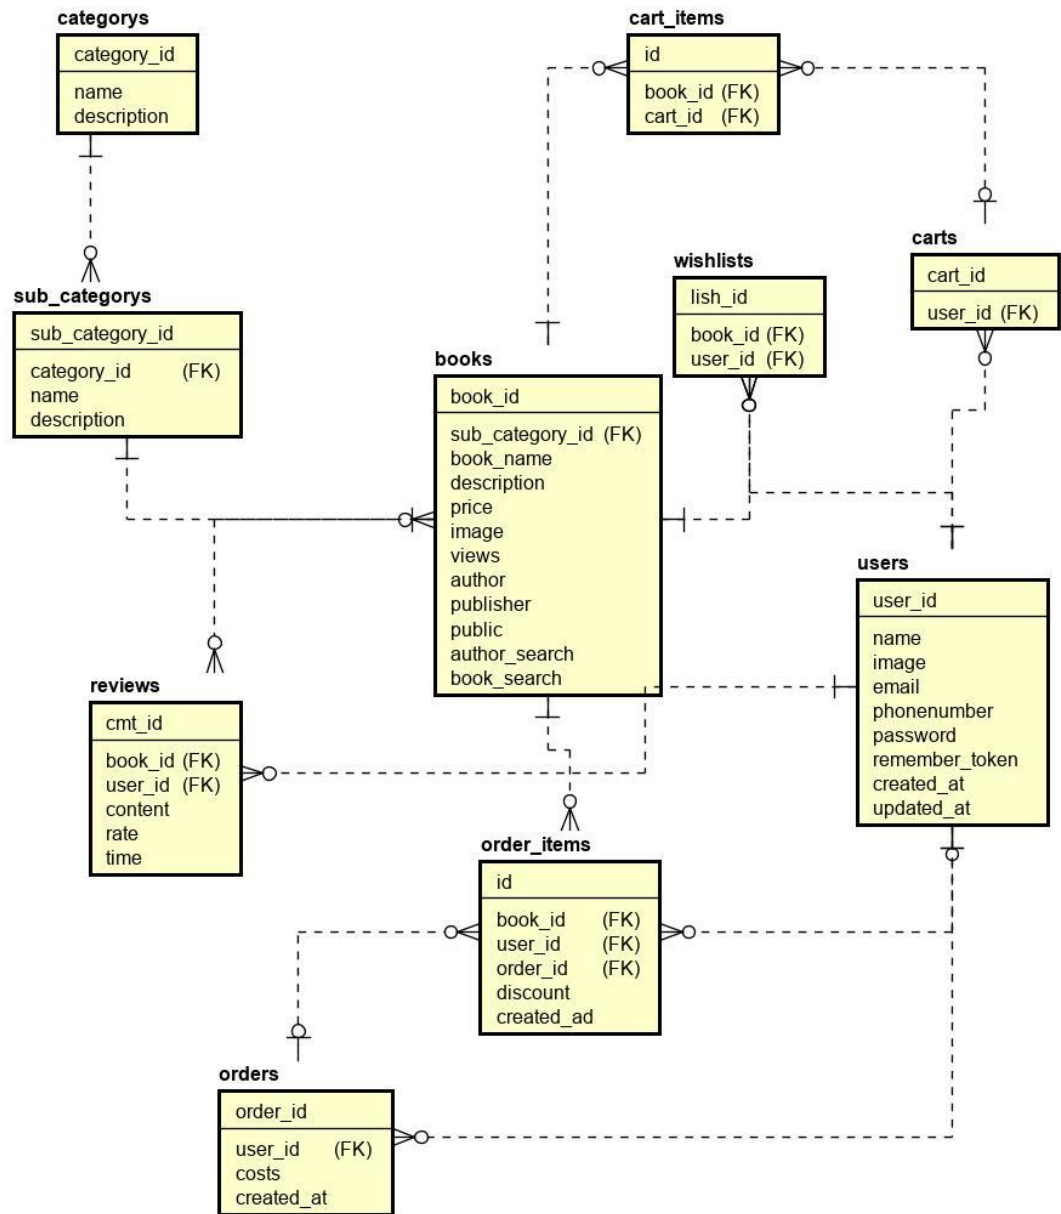 categorys
category_id
name
description
cart_items
id
book_id (FK)
cart_id (FK)
sub_categorys
sub_category_id
category_id (FK)
name
description
wishlists
lish_id
book_id (FK)
user_id (FK)
carts
cart_id
user_id (FK)
books
book_id
sub_category_id (FK)
book_name
description
price
image
views
author
publisher
public
author_search
book_search
users
user_id
name
image
email
phonenumber
password
remember_token
created_at
updated_at
reviews
cmt_id
book_id (FK)
user_id (FK)
content
rate
time
order_items
id
book_id (FK)
user_id (FK)
order_id (FK)
discount
created_ad
orders
order_id
user_id (FK)
costs
created_at